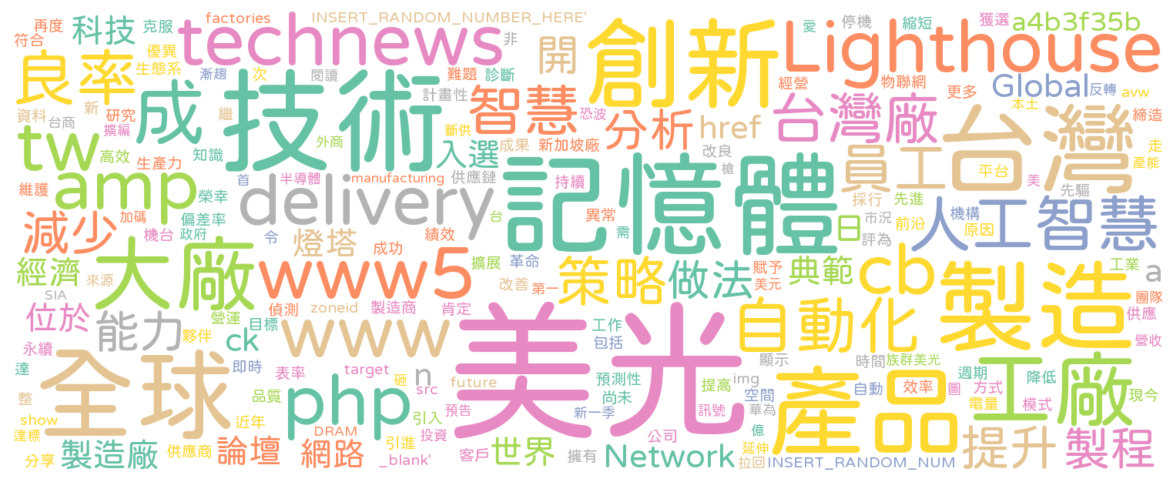 再度
科技
克服
factories
INSERT_RANDOM_NUMBER_HERE'
非
創新
愛
停機
縮短
獲選
a4b3f35b
符合
優異
technews
開
Lighthouse
良率
生態系
漸趨
次
閱讀
難題
診斷
經營
物聯網
更多
Global
反轉
avw
資料
台商
新
研究
擴編
成
技術
計畫性
智慧
恐波
分析
href
台灣廠
本土
締造
台灣
tw
高效
生產力
知識
外商
繼
斷供
入選
成果
新加坡廠
改良
槍
員工
平台
走
產能
維護
amp
榮幸
首
半導體
manufacturing
供應鏈
delivery
持續
記憶體
採行
先進
美
先驅
減少
加碼
機台
偏差率
政府
令
燈塔
成功
績效
台
異常
需
日
市況
評為
前沿
人工智慧
機構
原因
經濟
來源
大廠
www5
擴展
改善
革命
第一
策略
做法
賦予
美元
典範
cb
製造
工業
a
團隊
SIA
位於
營運
目標
偵測
zoneid
製造商
肯定
供應
永續
能力
夥伴
ck
www
美光
工作
包括
自動化
營收
達
全球
即時
表率
target
砸
n
src
future
預測性
尚未
提高
顯示
img
空間
時間
族群美光
自動
效率
圖
週期
方式
電量
降低
模式
工廠
現今
整
show
品質
近年
php
引入
預告
投資
新一季
訊號
華為
億
產品
達標
分享
製造廠
供應商
論壇
DRAM
網路
引進
_blank'
客戶
世界
擁有
公司
Network
延伸
拉回
INSERT_RANDOM_NUM
提升
製程